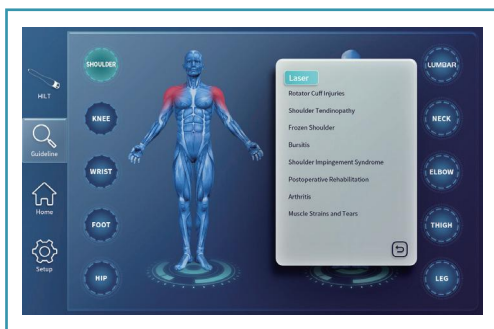 HILT
Guideline
Home
Setup
SHOULDER
KNEE
WRIST
FOOT
HIP
Laser
Rotator Cuff Injuries
Shoulder Tendinopathy
Frozen Shoulder
Bursitis
Shoulder Impingement Syndrome
Postoperative Rehabilitation
Arthritis
Muscle Strains and Tears
LUMBAR
NECK
ELBOW
THIGH
LEG